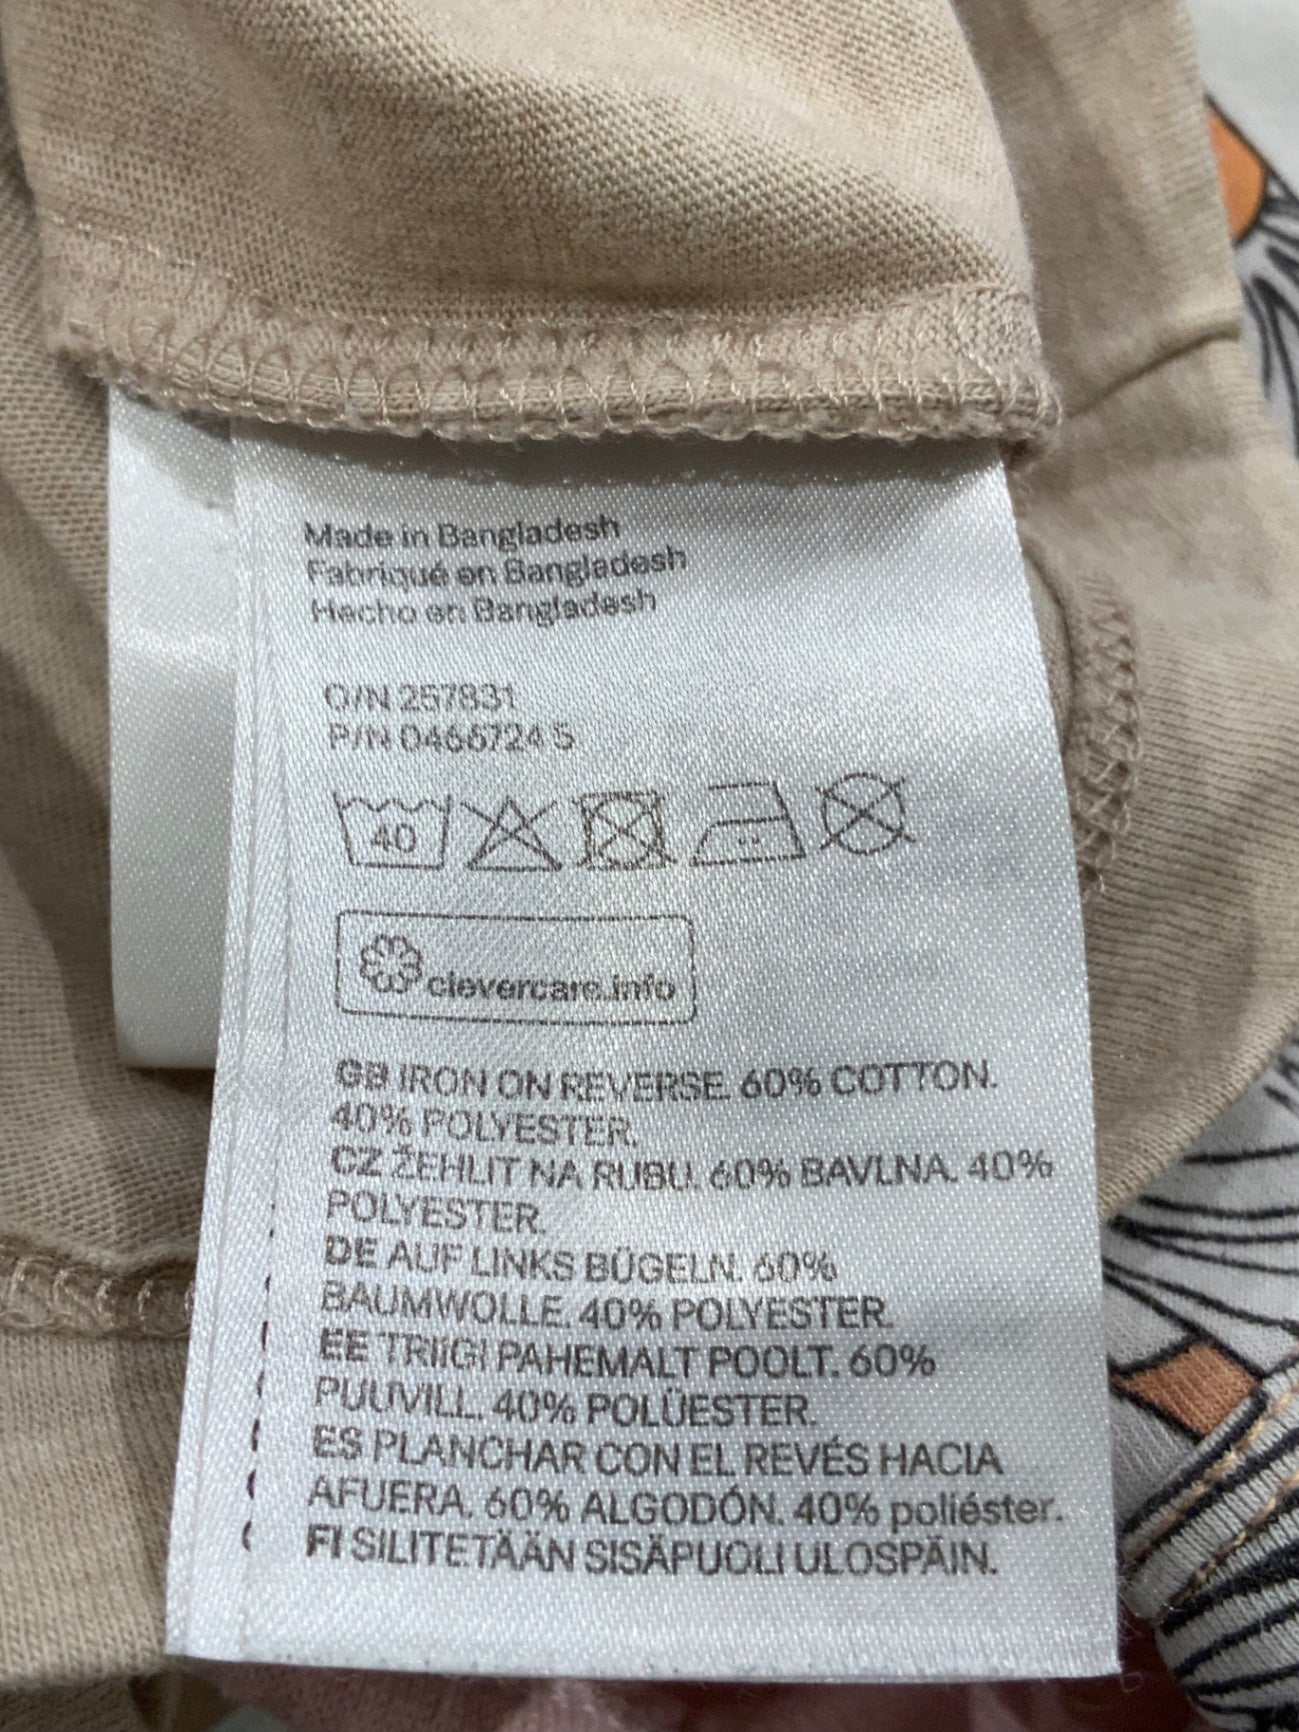 Made in Bangladesh
Fabriqué en Bangladesh
Hecho en Bangladesh
O/N 257831
P/N 0466724 S
40
clevercare.info
GB IRON ON REVERSE. 60% COTTON.
40% POLYESTER.
CZ ŽEHLIT NA RUBU. 60% BAVLNA. 40%
POLYESTER.
DE AUF LINKS BÜGELN. 60%
BAUMWOLLE. 40% POLYESTER.
EE TRIIGI PAHEMALT POOLT. 60%
PUUVILL. 40% POLÜESTER.
ES PLANCHAR CON EL REVÉS HACIA
AFUERA. 60% ALGODÓN. 40% poliéster.
FI SILITETÄÄN SISÄPUOLI ULOSPÄIN.